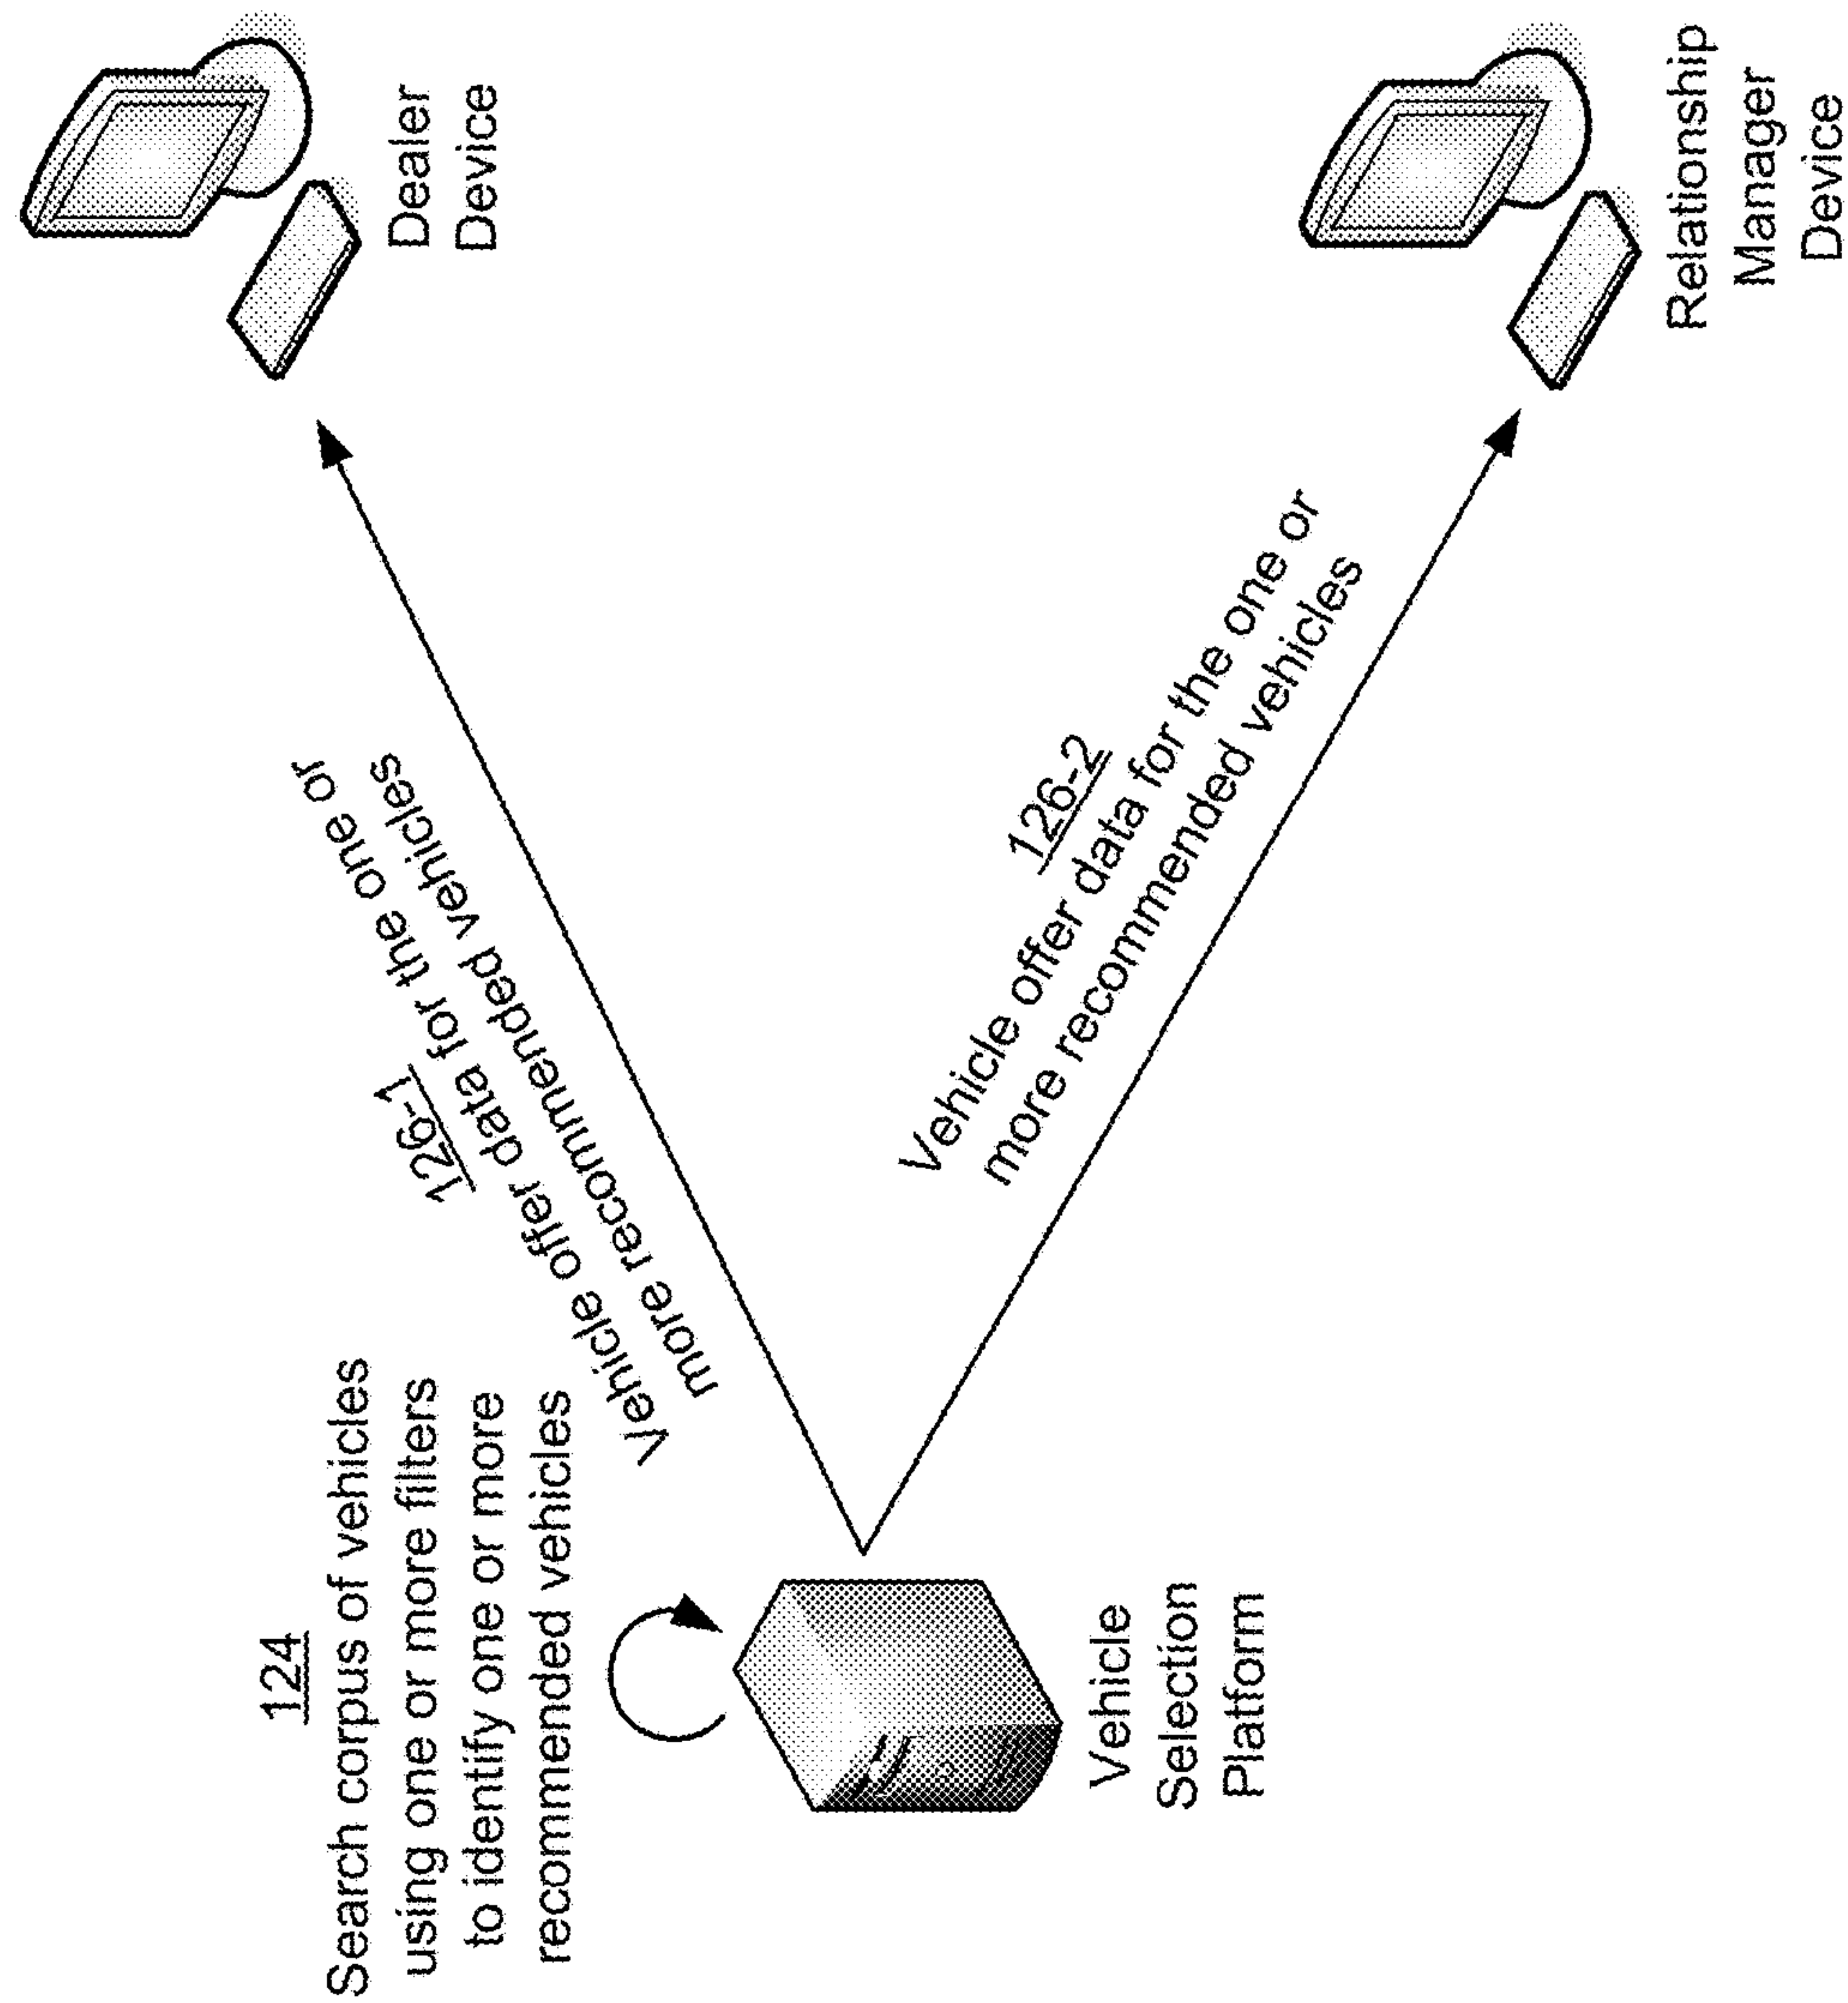 124
Search corpus of vehicles
using one or more filters
to identify one or more
recommended vehicles
Vehicle
Selection
Platform
126-1
Vehicle offer data for the one or
more recommended vehicles
126-2
Vehicle offer data for the one or
more recommended vehicles
Dealer
Device
Relationship
Manager
Device